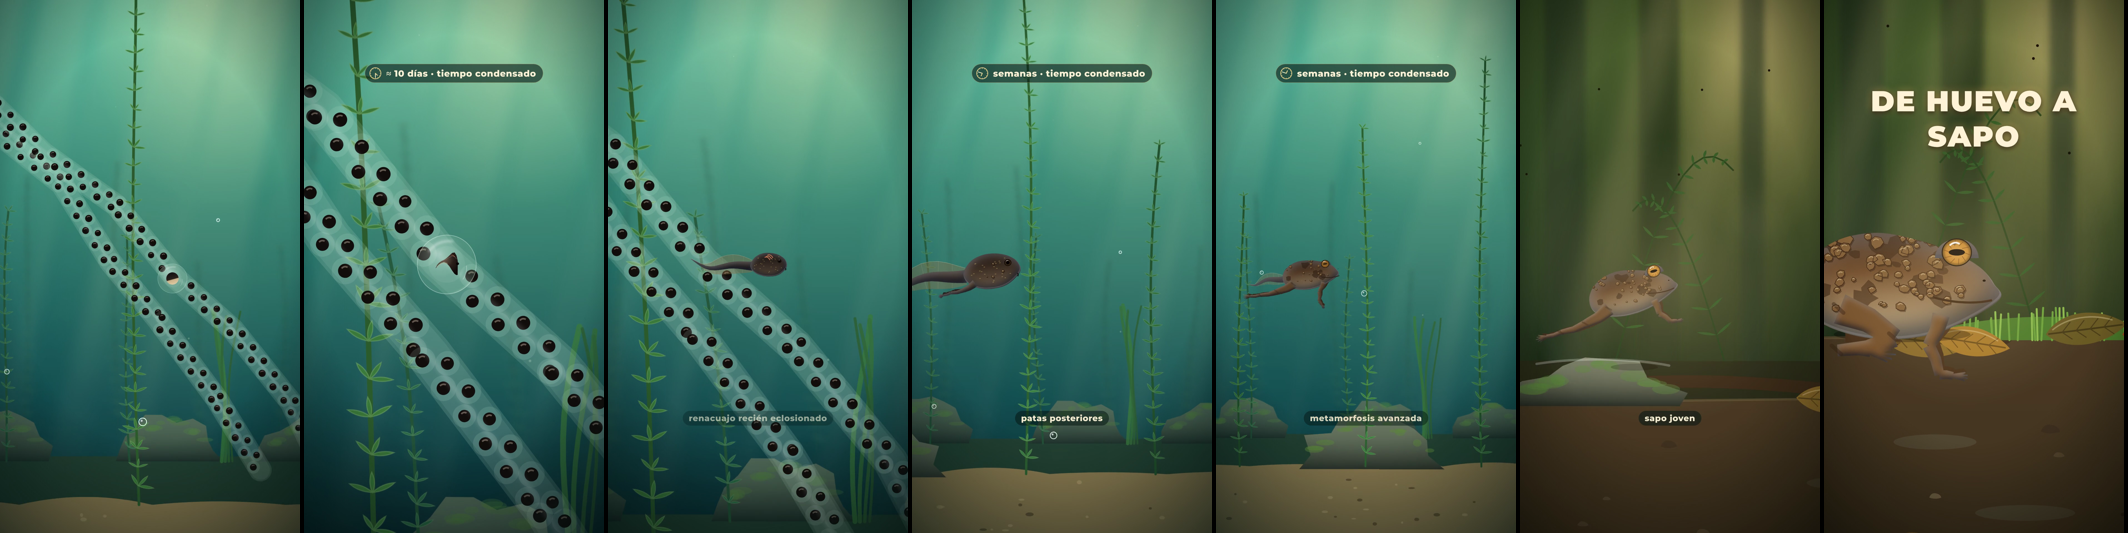 ≈ 10 días · tiempo condensado
renacuajo recién eclosionado
semanas · tiempo condensado
patas posteriores
semanas · tiempo condensado
metamorfosis avanzada
sapo joven
DE HUEVO A
SAPO